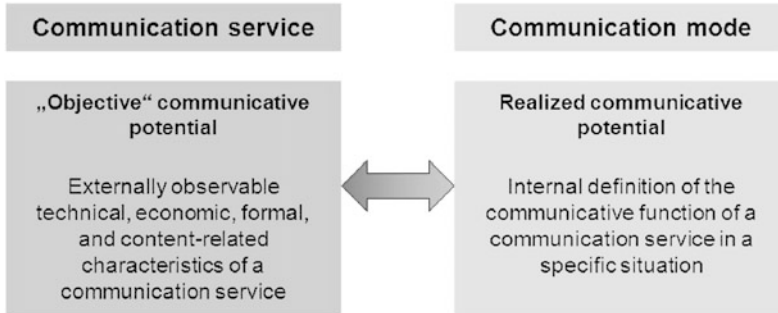 Communication service
„Objective“ communicative
potential
Externally observable
technical, economic, formal,
and content-related
characteristics of a
communication service
Communication mode
Realized communicative
potential
Internal definition of the
communicative function of a
communication service in a
specific situation